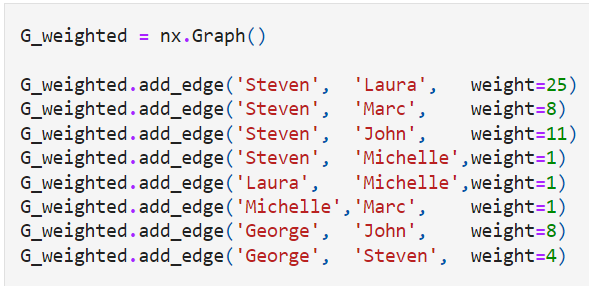 G_weighted = nx.Graph()
G_weighted.add_edge('Steven',  'Laura',   weight=25)
G_weighted.add_edge('Steven',  'Marc',    weight=8)
G_weighted.add_edge('Steven',  'John',    weight=11)
G_weighted.add_edge('Steven',  'Michelle',weight=1)
G_weighted.add_edge('Laura',   'Michelle',weight=1)
G_weighted.add_edge('Michelle','Marc',    weight=1)
G_weighted.add_edge('George',  'John',    weight=8)
G_weighted.add_edge('George',  'Steven',  weight=4)